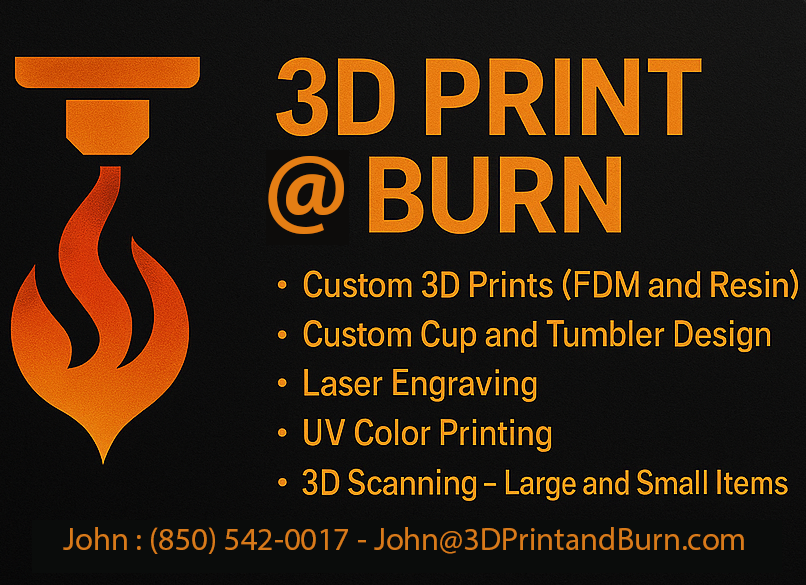 3D PRINT
@ BURN
• Custom 3D Prints (FDM and Resin)
• Custom Cup and Tumbler Design
• Laser Engraving
• UV Color Printing
• 3D Scanning – Large and Small Items
John : (850) 542-0017 - John@3DPrintandBurn.com